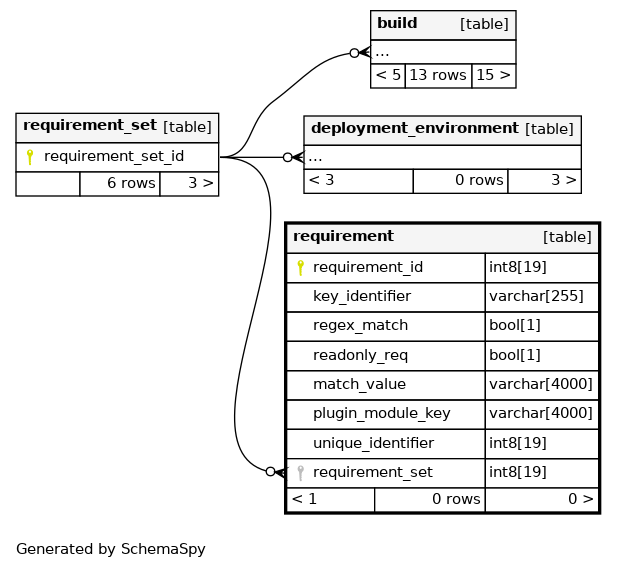 build [table]
...
< 5 13 rows 15 >
requirement_set [table]
requirement_set_id
6 rows 3 >
deployment_environment [table]
...
< 3 0 rows 3 >
requirement [table]
requirement_id int8[19]
key_identifier varchar[255]
regex_match bool[1]
readonly_req bool[1]
match_value varchar[4000]
plugin_module_key varchar[4000]
unique_identifier int8[19]
requirement_set int8[19]
< 1 0 rows 0 >
Generated by SchemaSpy